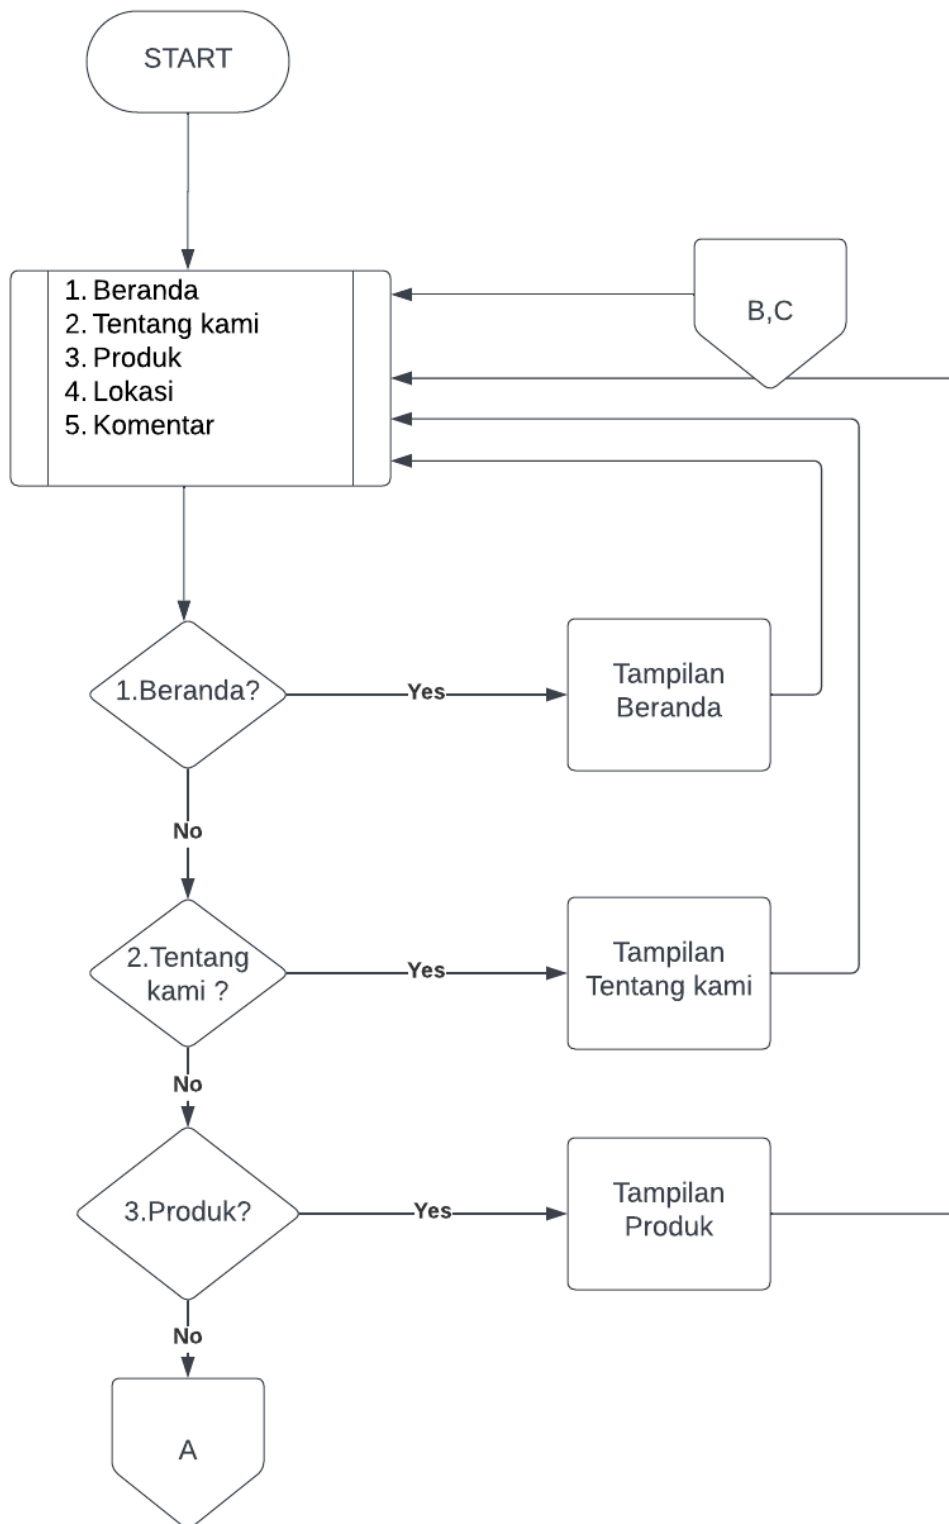 START
1. Beranda
2. Tentang kami
3. Produk
4. Lokasi
5. Komentar
B,C
1.Beranda?
Yes
Tampilan
Beranda
No
2.Tentang
kami ?
Yes
Tampilan
Tentang kami
No
3.Produk?
Yes
Tampilan
Produk
No
A